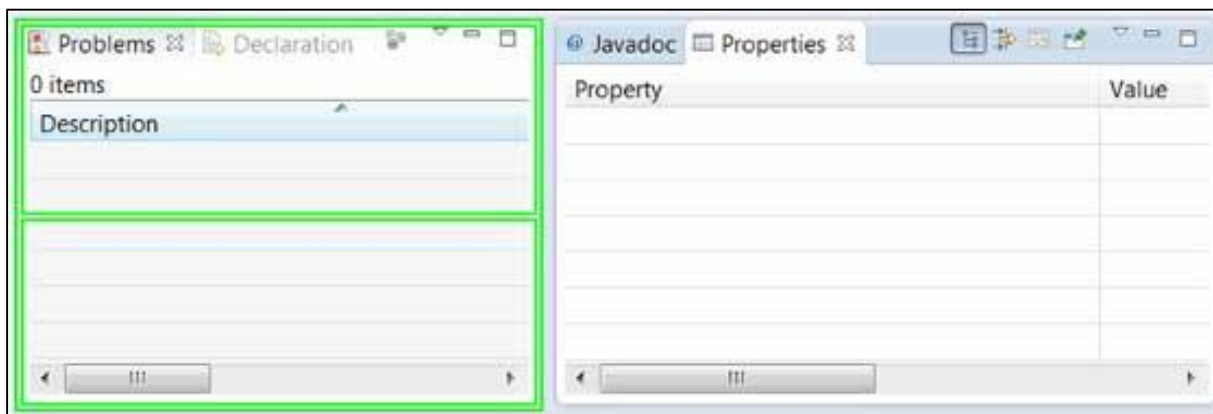 Problems Declaration
0 items
Description
@ Javadoc Properties
Property Value